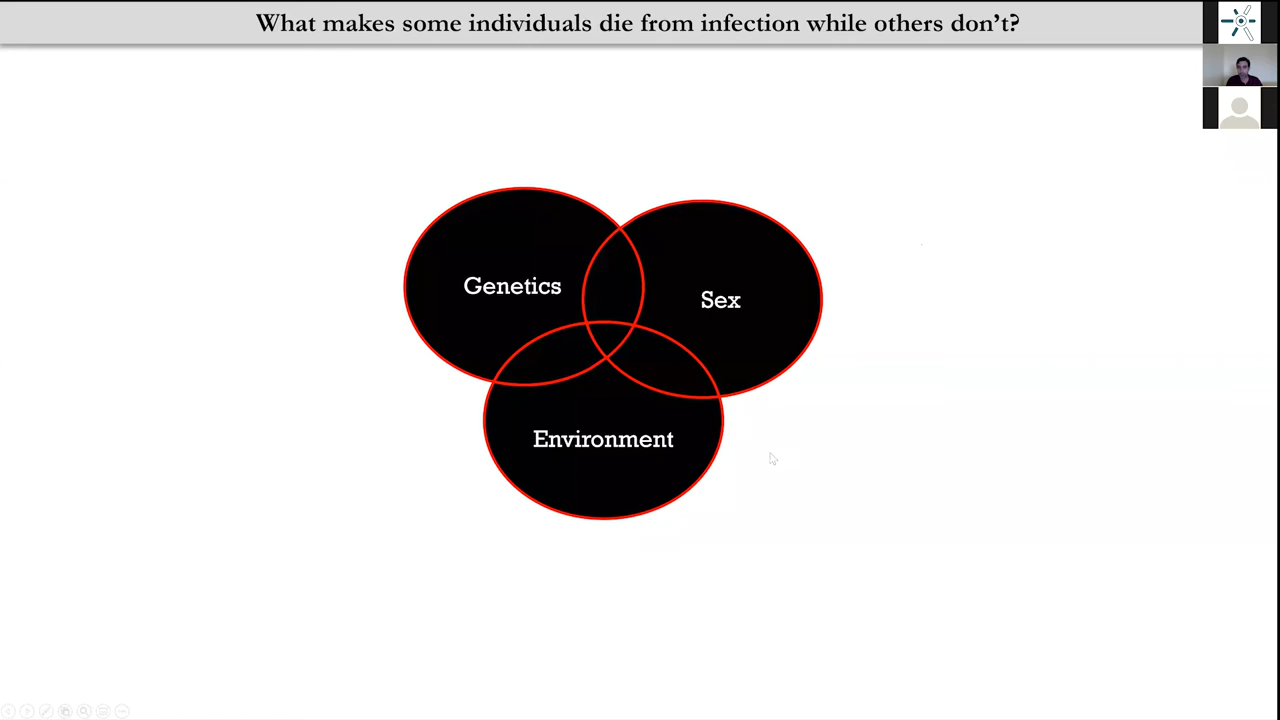 What makes some individuals die from infection while others don’t?
Genetics
Sex
Environment